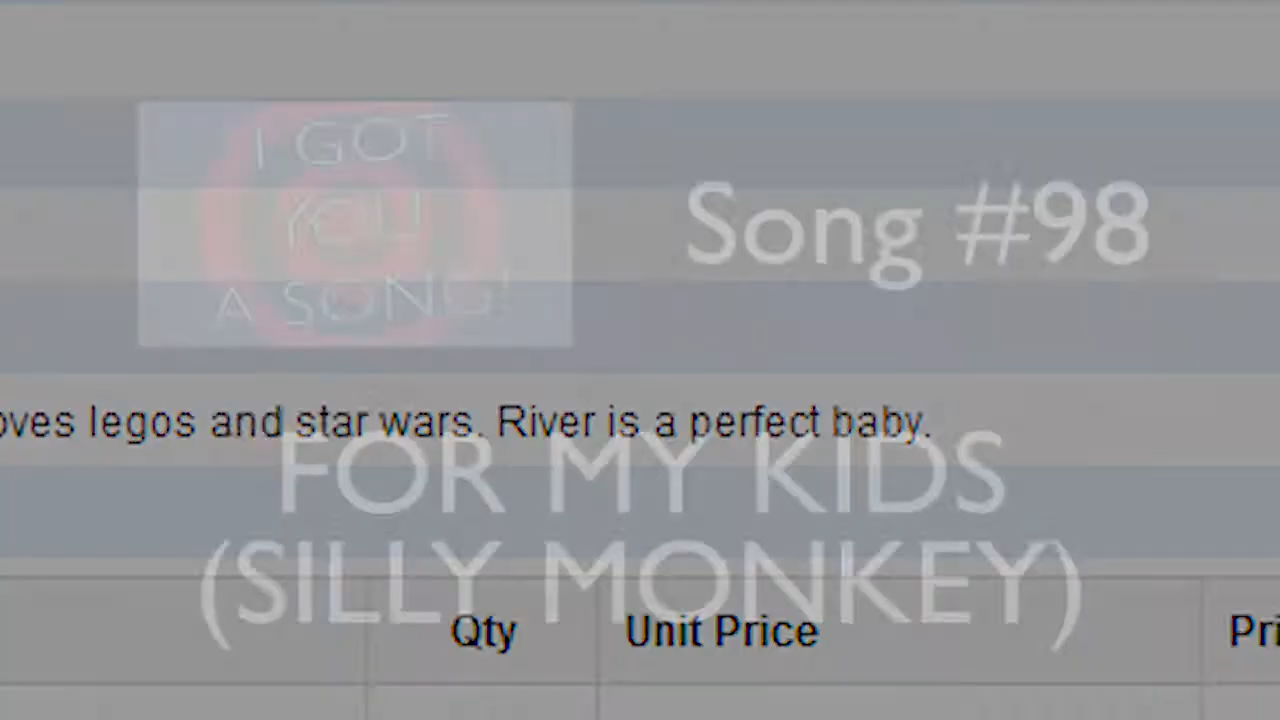 I GOT
YOU
A SONG!
Song #98
oves legos and star wars. River is a perfect baby.
FOR MY KIDS
(SILLY MONKEY)
Qty Unit Price Pri